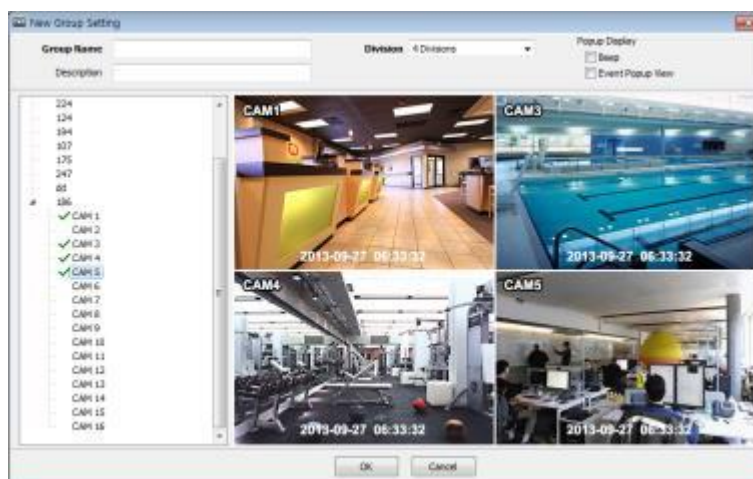 New Group Setting
Group Name
Description
Division 4 Divisions
Popup Display
Beep
Event Popup View
224
124
194
107
175
247
dd
186
CAM 1
CAM 2
CAM 3
CAM 4
CAM 5
CAM 6
CAM 7
CAM 8
CAM 9
CAM 10
CAM 11
CAM 12
CAM 13
CAM 14
CAM 15
CAM 16
CAM1
2013-09-27 06:33:32
CAM3
2013-09-27 06:33:32
CAM4
2013-09-27 06:33:32
CAM5
2013-09-27 06:33:32
OK
Cancel